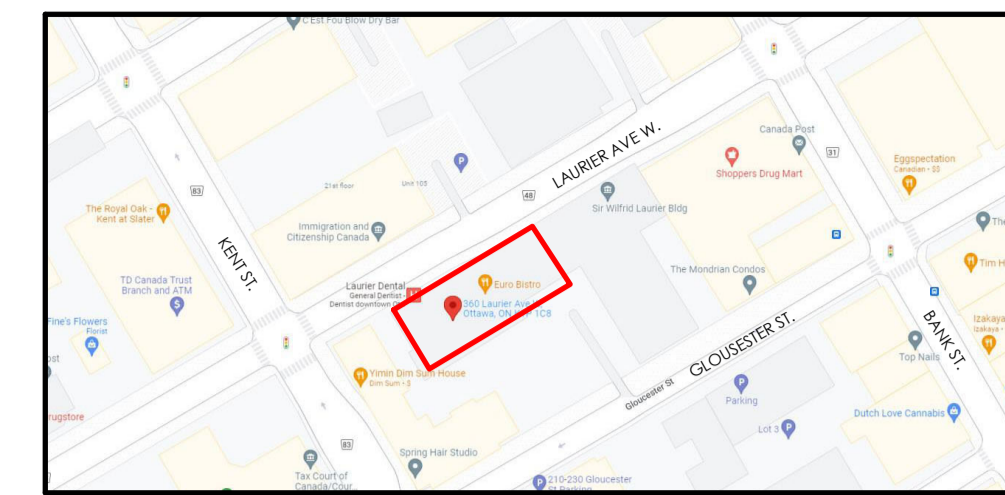 C'Est Fou Blow Dry Bar
LAURIER AVE W.
Canada Post
31
Shoppers Drug Mart
Eggspectation
Canadian • $$
P
83
21st floor
Unit 105
48
Sir Wilfrid Laurier Bldg
The Royal Oak -
Kent at Slater
Immigration and
Citizenship Canada
KENT ST.
The
Tim H
TD Canada Trust
Branch and ATM
$
Laurier Dental
General Dentist •
Dentist downtown
Euro Bistro
360 Laurier Ave
Ottawa, ON 1C8
The Mondrian Condos
Fine's Flowers
Florist
ost
GLOUSESTER ST.
BANK ST.
Izakaya
Izakaya •
Top Nails
Yimin Dim Sum House
Dim Sum • $
Gloucester St
P
Parking
rugstore
Dutch Love Cannabis
Lot 3 P
83
Spring Hair Studio
Tax Court of
Canada/Cour...
P 210-230 Gloucester
St Parking